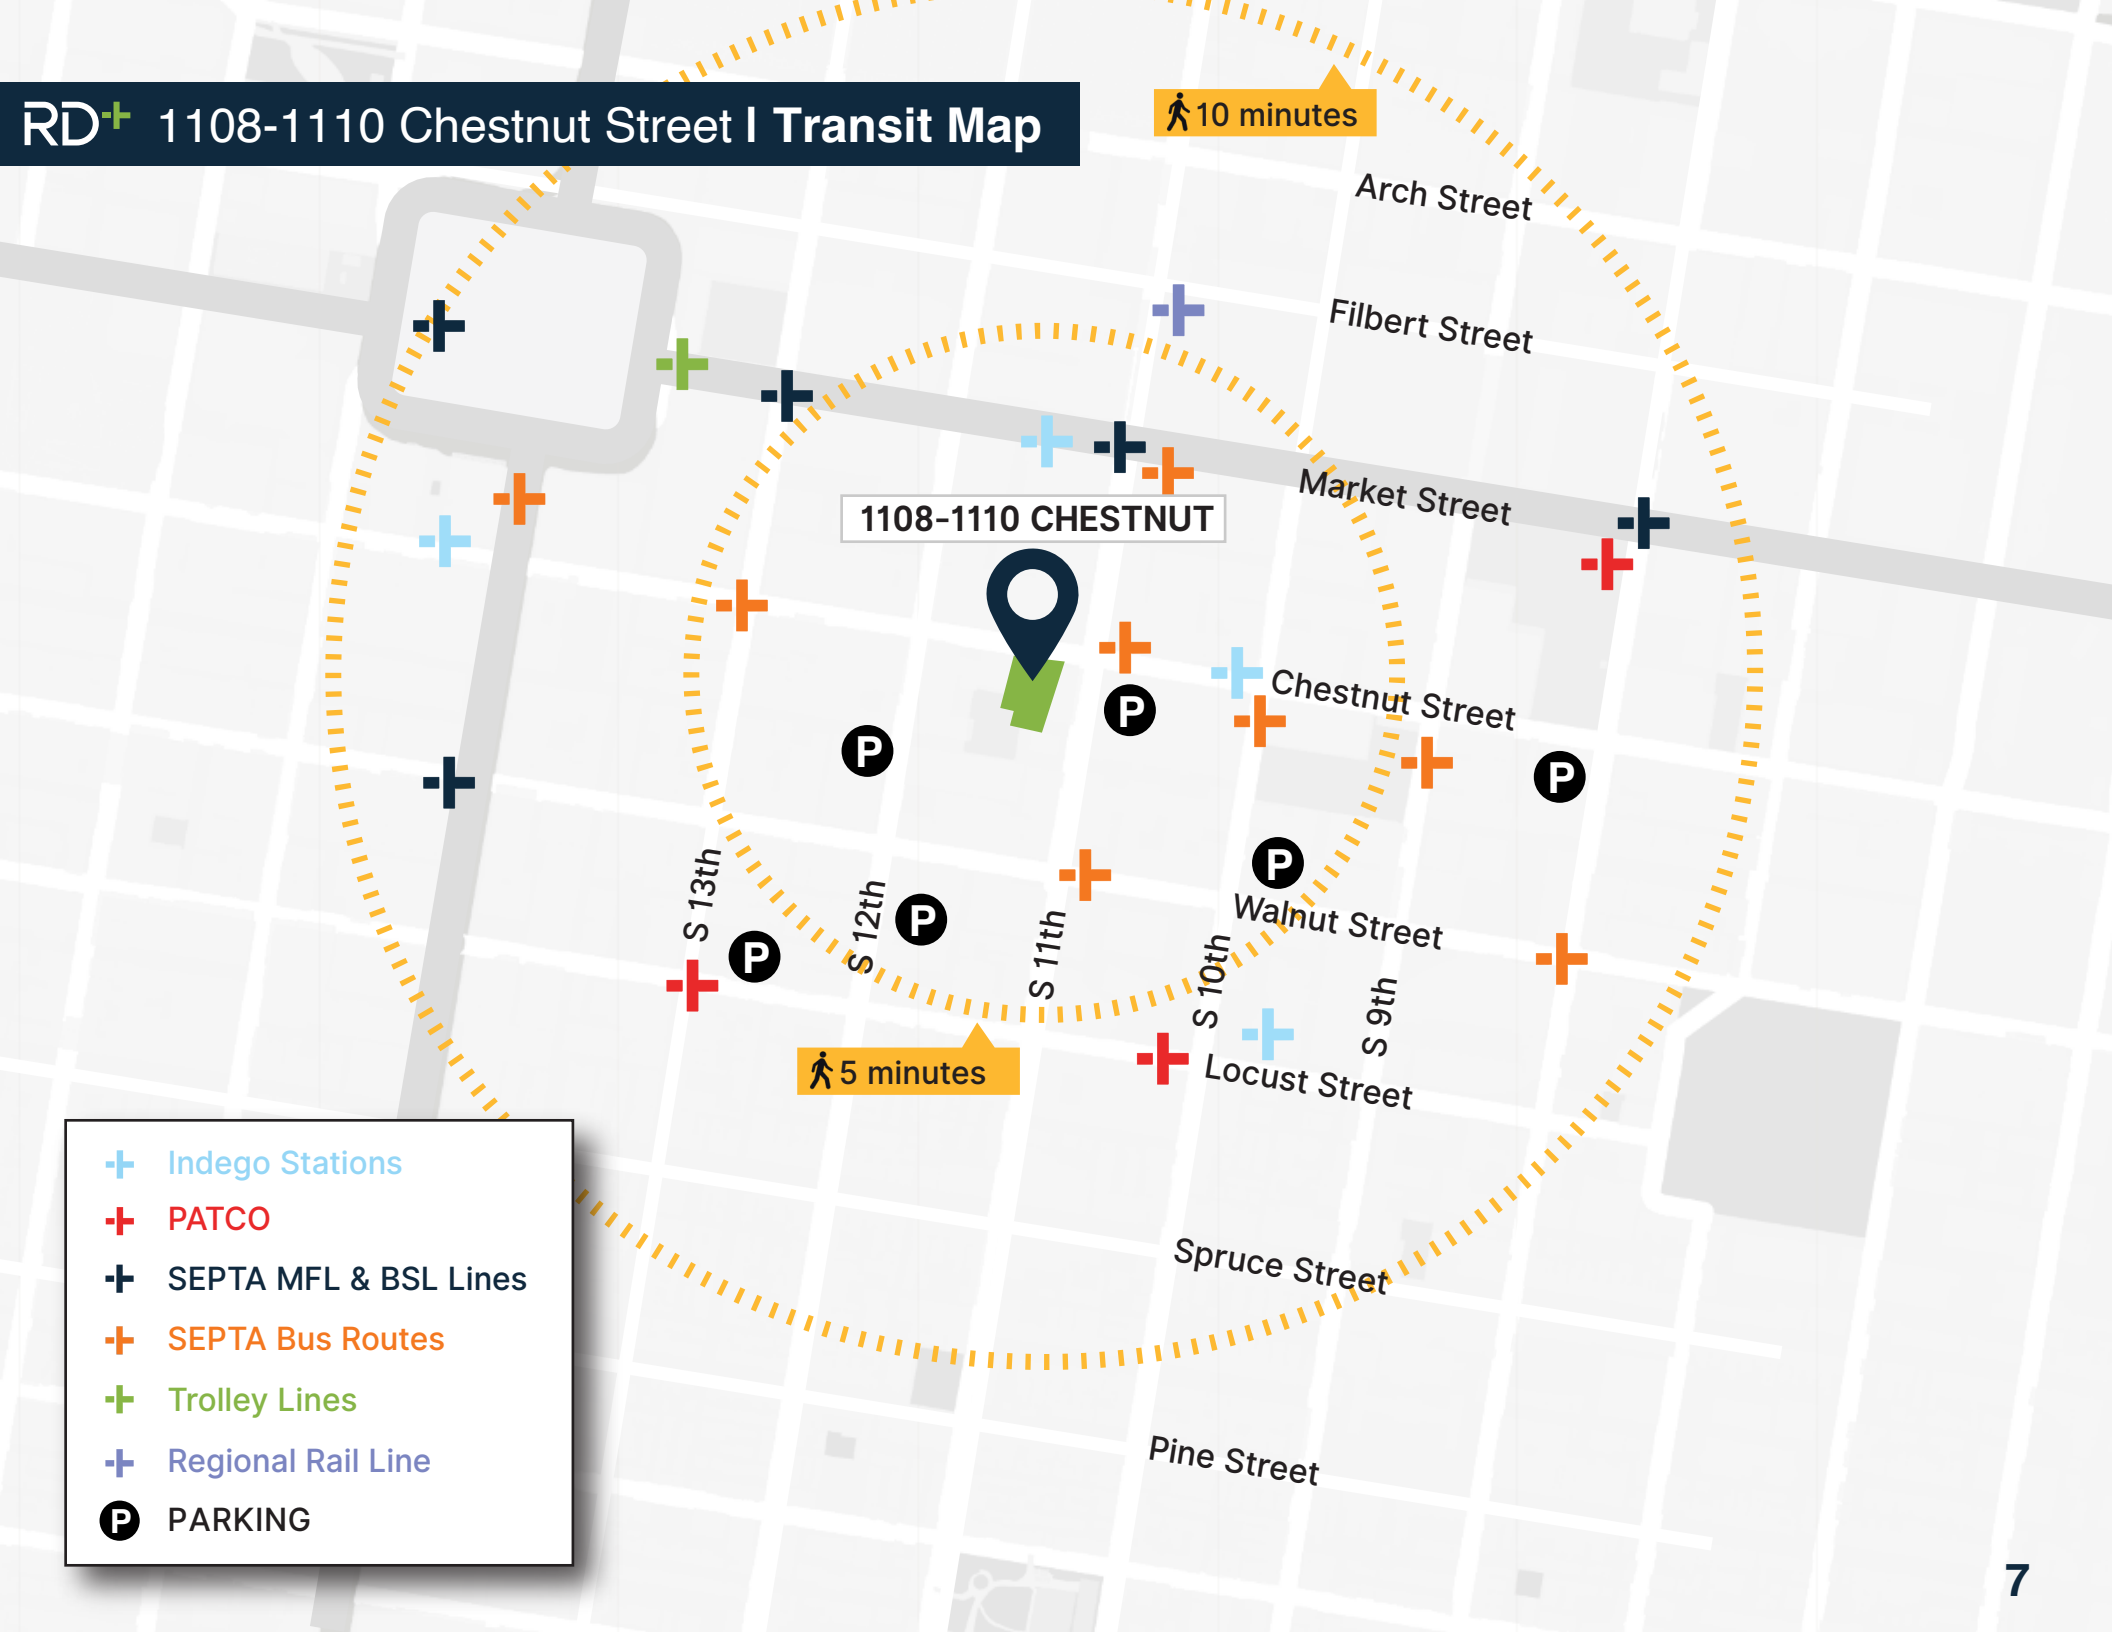 RD+ 1108-1110 Chestnut Street | Transit Map
10 minutes
Arch Street
Filbert Street
Market Street
1108-1110 CHESTNUT
Chestnut Street
P
P
P
P
Walnut Street
S 13th
S 12th
P
S 11th
S 10th
P
S 9th
5 minutes
Locust Street
Indego Stations
PATCO
SEPTA MFL & BSL Lines
SEPTA Bus Routes
Trolley Lines
Regional Rail Line
P PARKING
Spruce Street
Pine Street
7